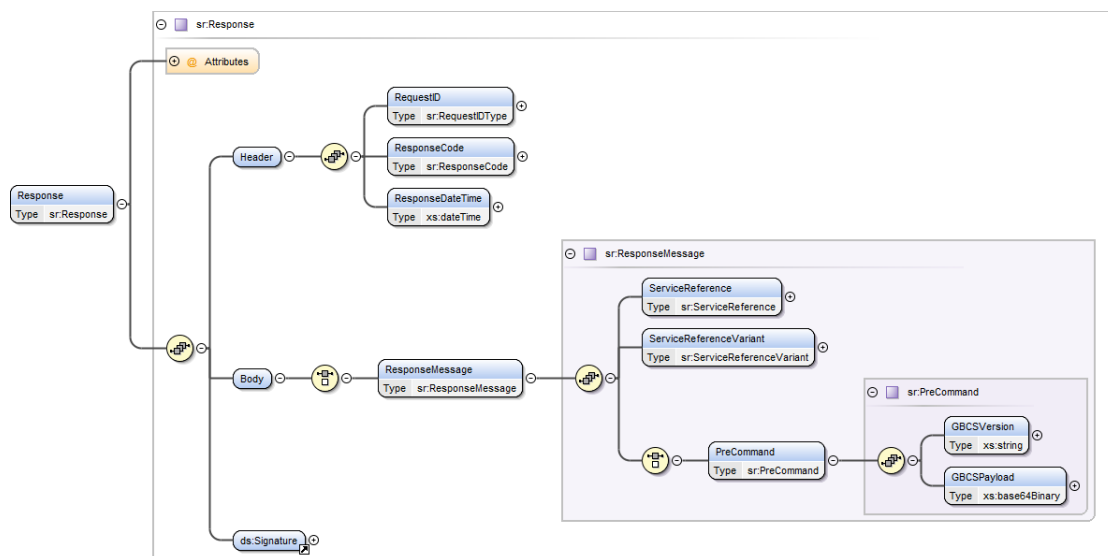 sr:Response
@ Attributes
RequestID
Type sr:RequestIDType
Header
ResponseCode
Type sr:ResponseCode
ResponseDateTime
Type xs:dateTime
Response
Type sr:Response
sr:ResponseMessage
ServiceReference
Type sr:ServiceReference
ServiceReferenceVariant
Type sr:ServiceReferenceVariant
Body
ResponseMessage
Type sr:ResponseMessage
sr:PreCommand
GBCSVersion
Type xs:string
PreCommand
Type sr:PreCommand
GBCSPayload
Type xs:base64Binary
ds:Signature